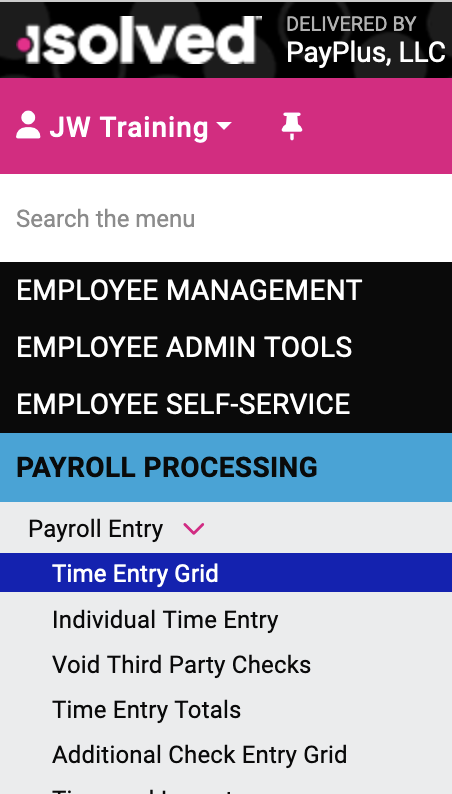 isolved
DELIVERED BY
PayPlus, LLC
JW Training
Search the menu
EMPLOYEE MANAGEMENT
EMPLOYEE ADMIN TOOLS
EMPLOYEE SELF-SERVICE
PAYROLL PROCESSING
Payroll Entry
Time Entry Grid
Individual Time Entry
Void Third Party Checks
Time Entry Totals
Additional Check Entry Grid